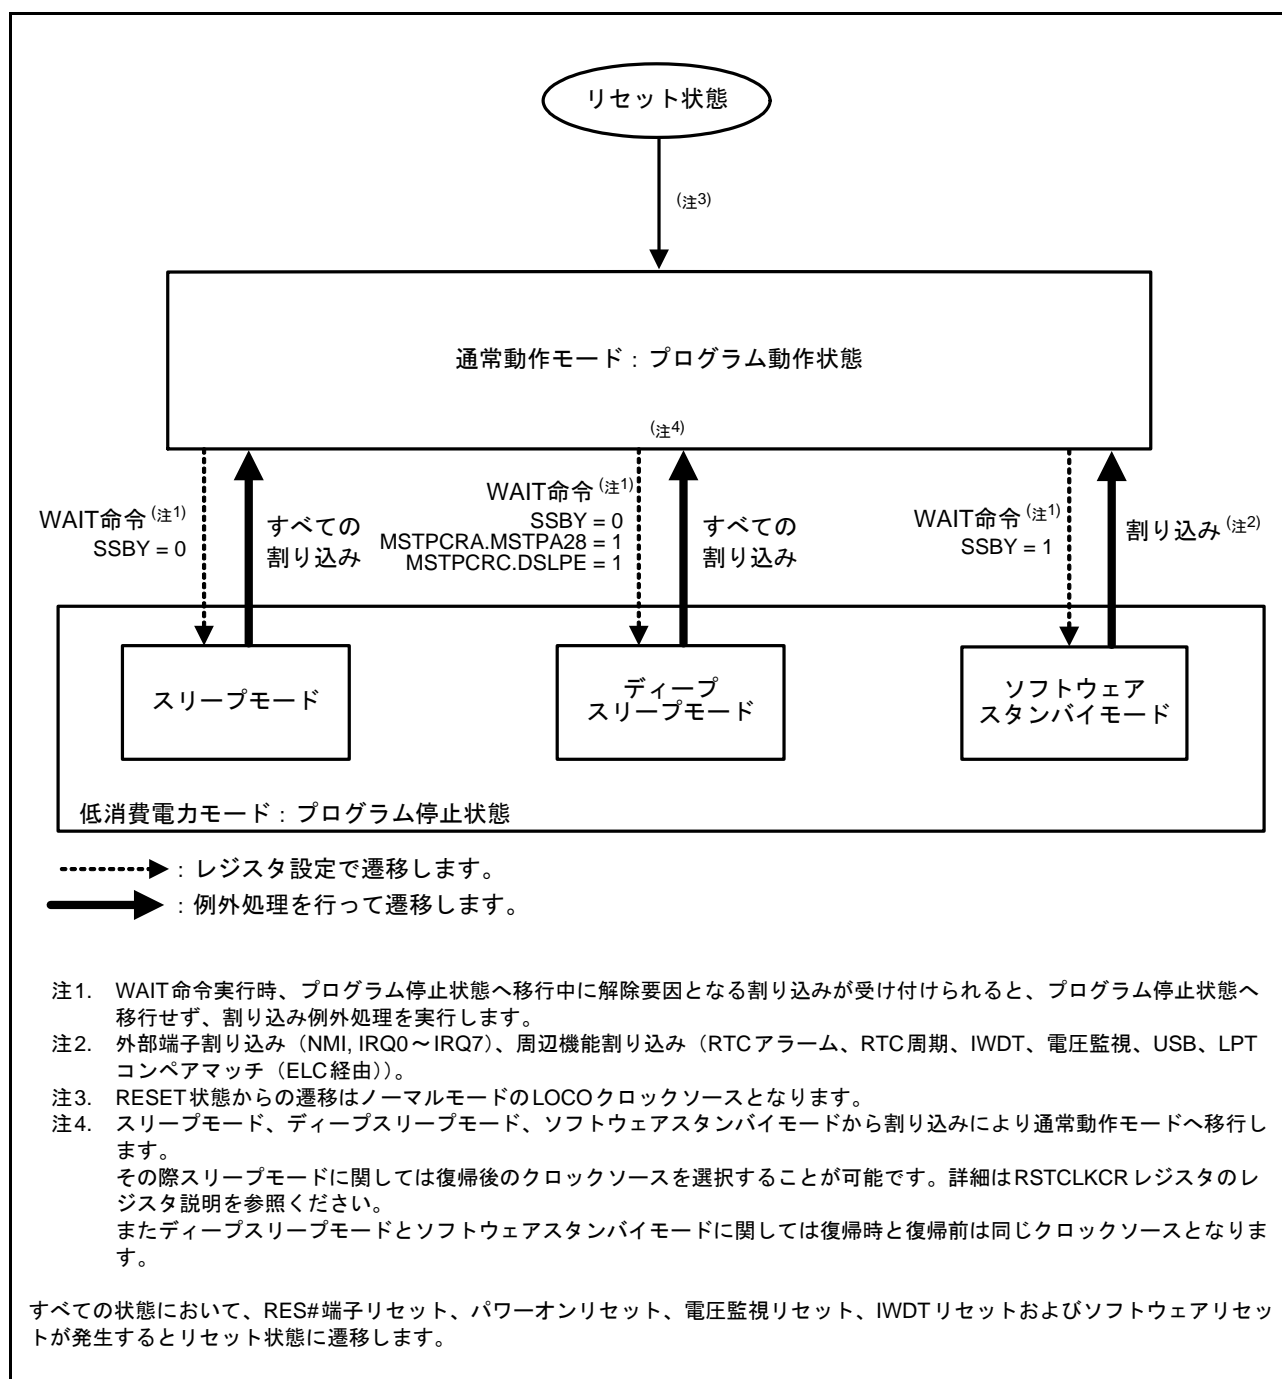 リセット状態
(注3)
通常動作モード：プログラム動作状態
(注4)
WAIT命令(注1)
SSBY = 0
すべての
割り込み
WAIT命令(注1)
SSBY = 0
MSTPCRA.MSTPA28 = 1
MSTPCRC.DSLPE = 1
すべての
割り込み
WAIT命令(注1)
SSBY = 1
割り込み(注2)
スリープモード
ディープ
スリープモード
ソフトウェア
スタンバイモード
低消費電力モード：プログラム停止状態
：レジスタ設定で遷移します。
：例外処理を行って遷移します。
注1. WAIT命令実行時、プログラム停止状態へ移行中に解除要因となる割り込みが受け付けられると、プログラム停止状態へ
移行せず、割り込み例外処理を実行します。
注2. 外部端子割り込み（NMI, IRQ0～IRQ7）、周辺機能割り込み（RTCアラーム、RTC周期、IWDT、電圧監視、USB、LPT
コンペアマッチ（ELC経由））。
注3. RESET状態からの遷移はノーマルモードのLOCOクロックソースとなります。
注4. スリープモード、ディープスリープモード、ソフトウェアスタンバイモードから割り込みにより通常動作モードへ移行し
ます。
その際スリープモードに関しては復帰後のクロックソースを選択することが可能です。詳細はRSTCLKCRレジスタのレ
ジスタ説明を参照ください。
またディープスリープモードとソフトウェアスタンバイモードに関しては復帰時と復帰前は同じクロックソースとなりま
す。
すべての状態において、RES#端子リセット、パワーオンリセット、電圧監視リセット、IWDTリセットおよびソフトウェアリセッ
トが発生するとリセット状態に遷移します。